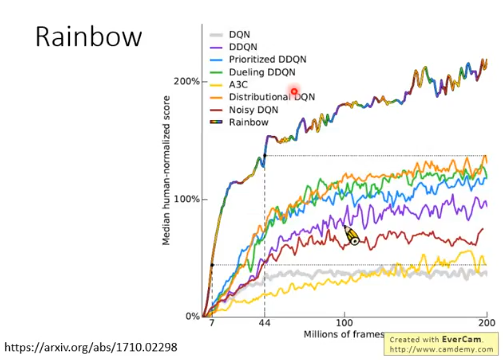 Rainbow
DQN
DDQN
Prioritized DDQN
Dueling DDQN
A3C
Distributional DQN
Noisy DQN
Rainbow
200%
100%
0%
Median human-normalized score
7 44 100 200
Millions of frames
https://arxiv.org/abs/1710.02298
Created with EverCam.
http://www.camdemy.com